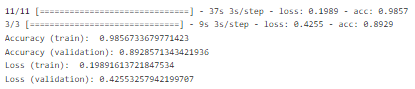 11/11 [==============================] - 37s 3s/step - loss: 0.1989 - acc: 0.9857
3/3 [==============================] - 9s 3s/step - loss: 0.4255 - acc: 0.8929
Accuracy (train):  0.9856733679771423
Accuracy (validation): 0.8928571343421936
Loss (train):  0.19891613721847534
Loss (validation): 0.42553257942199707